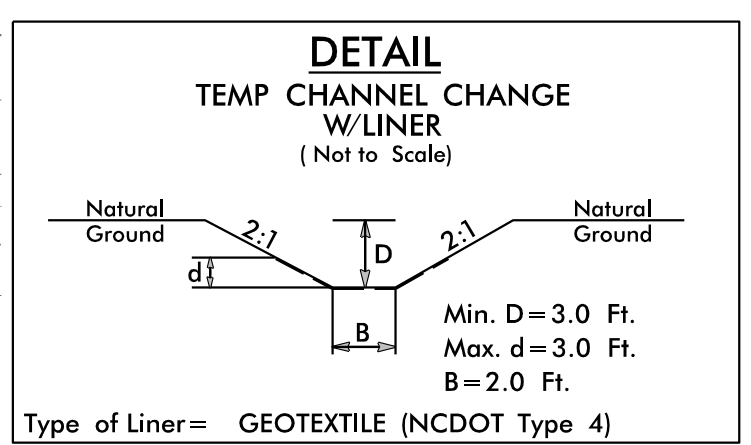 DETAIL
TEMP CHANNEL CHANGE
W/LINER
( Not to Scale)
Natural
Ground
2:1
D
2:1
Natural
Ground
d
B
Min. D=3.0 Ft.
Max. d=3.0 Ft.
B=2.0 Ft.
Type of Liner= GEOTEXTILE (NCDOT Type 4)